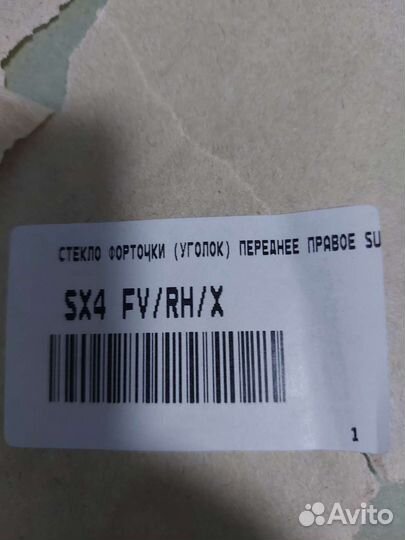 СТЕКЛО ФОРТОЧКИ (УГОЛОК) ПЕРЕДНЕЕ ПРАВОЕ SU
SX4 FV/RH/X
1
Avito